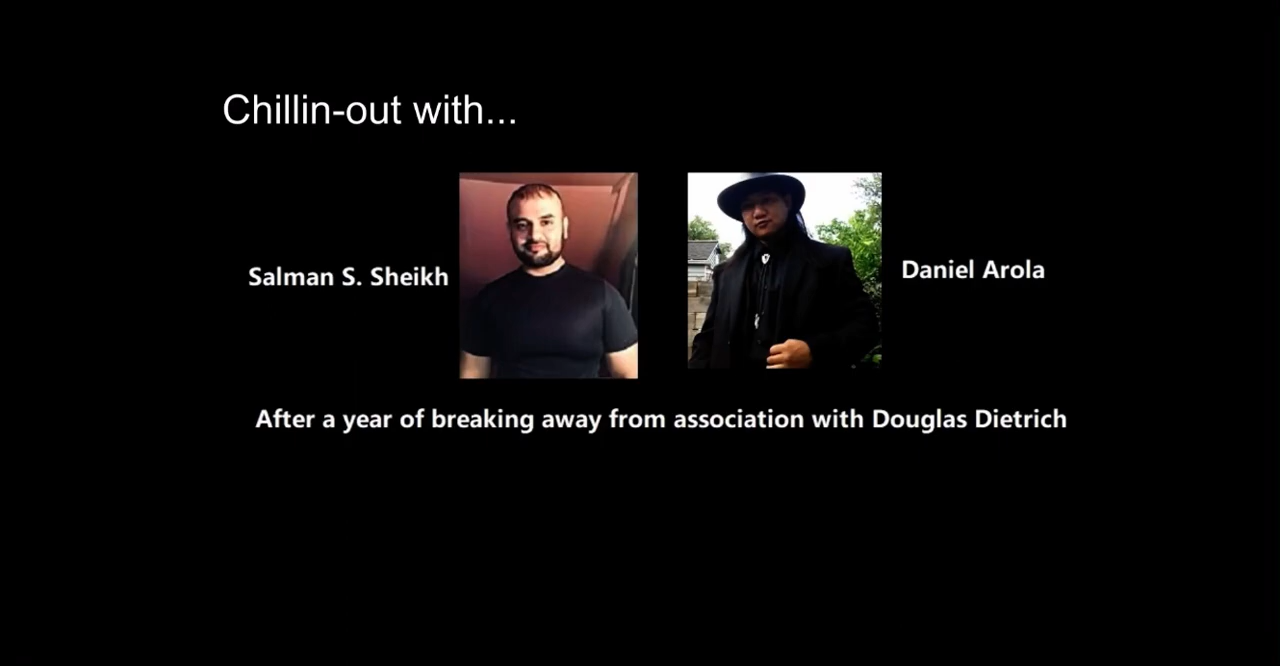 Chillin-out with...
Salman S. Sheikh
Daniel Arola
After a year of breaking away from association with Douglas Dietrich